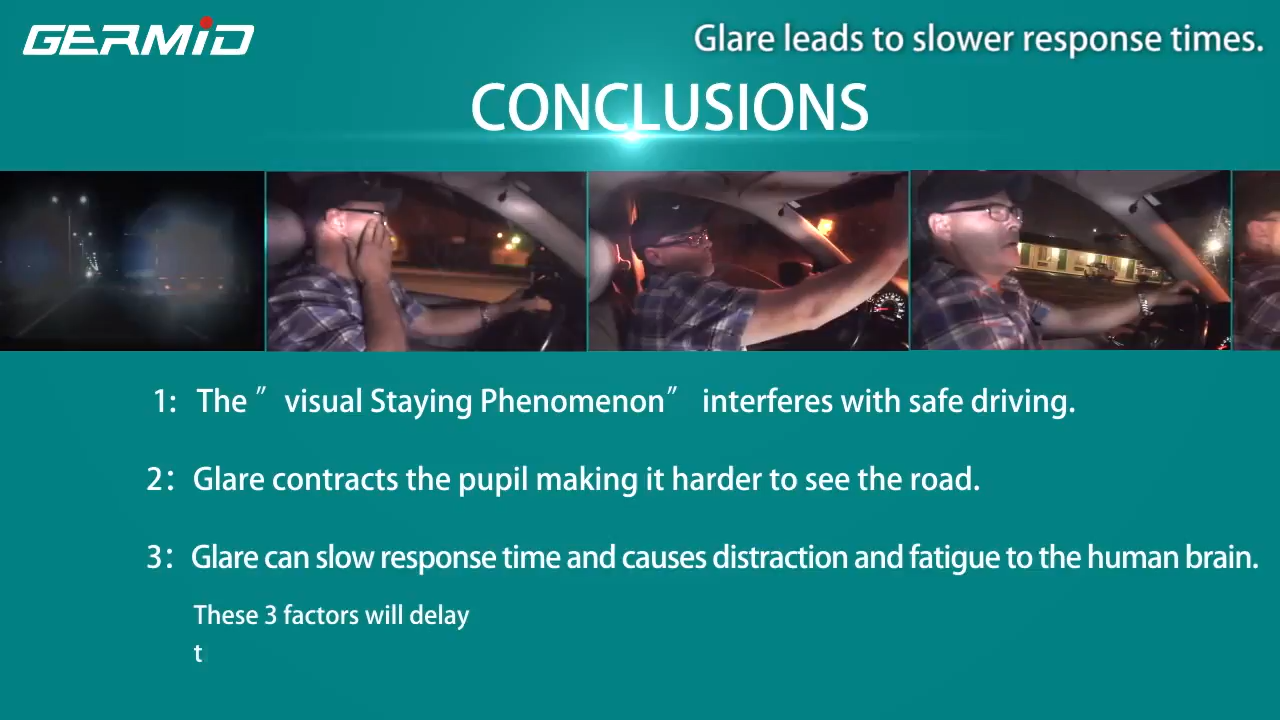 GERMiD
Glare leads to slower response times.
CONCLUSIONS
1: The ″ visual Staying Phenomenon″ interferes with safe driving.
2: Glare contracts the pupil making it harder to see the road.
3: Glare can slow response time and causes distraction and fatigue to the human brain.
These 3 factors will delay
t